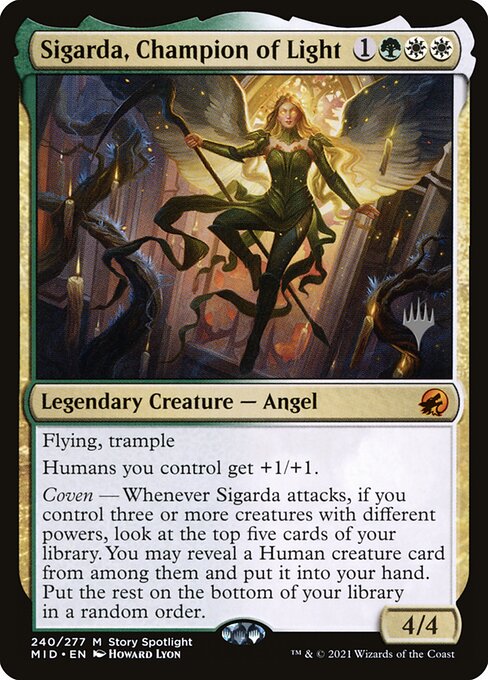 Sigarda, Champion of Light 1
Legendary Creature — Angel
Flying, trample
Humans you control get +1/+1.
Coven — Whenever Sigarda attacks, if you
control three or more creatures with different
powers, look at the top five cards of your
library. You may reveal a Human creature card
from among them and put it into your hand.
Put the rest on the bottom of your library
in a random order.
4/4
240/277 M Story Spotlight
MID • EN Howard Lyon ™ & © 2021 Wizards of the Coast